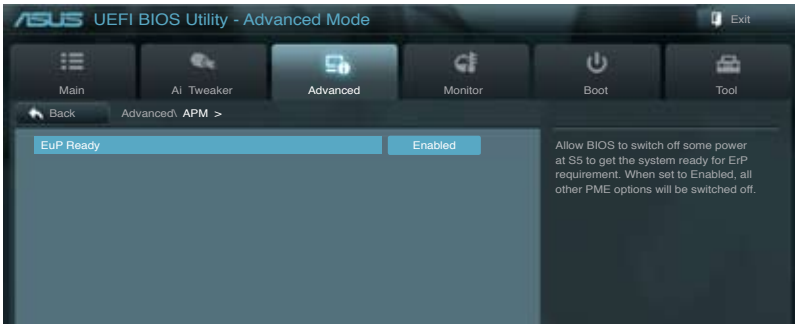 ASUS UEFI BIOS Utility - Advanced Mode
Exit
Main
Ai Tweaker
Advanced
Monitor
Boot
Tool
Back
Advanced\ APM >
EuP Ready
Enabled
Allow BIOS to switch off some power
at S5 to get the system ready for ErP
requirement. When set to Enabled, all
other PME options will be switched off.